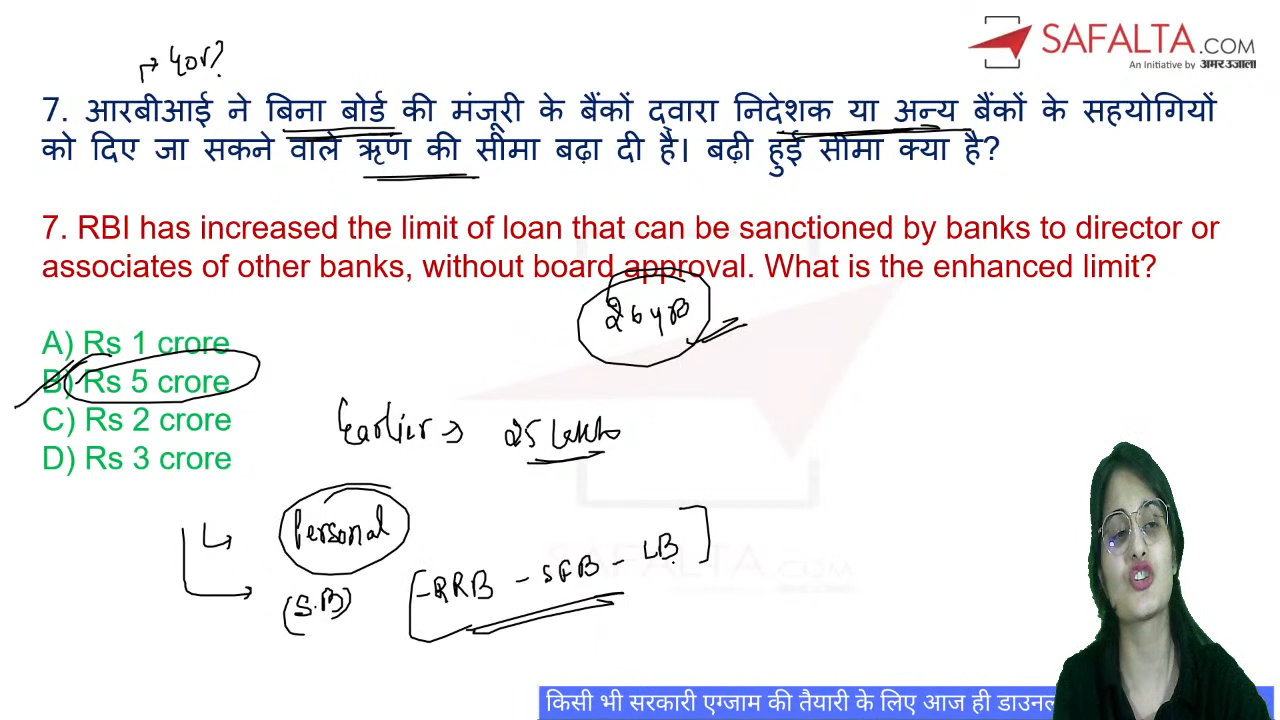 SAFALTA.COM
An Initiative by अमर उजाला
7. आरबीआई ने बिना बोर्ड की मंजूरी के बैंकों द्वारा निदेशक या अन्य बैंकों के सहयोगियों
को दिए जा सकने वाले ऋण की सीमा बढ़ा दी है। बढ़ी हुई सीमा क्या है?
7. RBI has increased the limit of loan that can be sanctioned by banks to director or
associates of other banks, without board approval. What is the enhanced limit?
A) Rs 1 crore
B) Rs 5 crore
C) Rs 2 crore
D) Rs 3 crore
Earlier → 25 lakh
Personal
(S.B)
- RRB - SFB - LB
SAFALTA.COM
किसी भी सरकारी एग्जाम की तैयारी के लिए आज ही